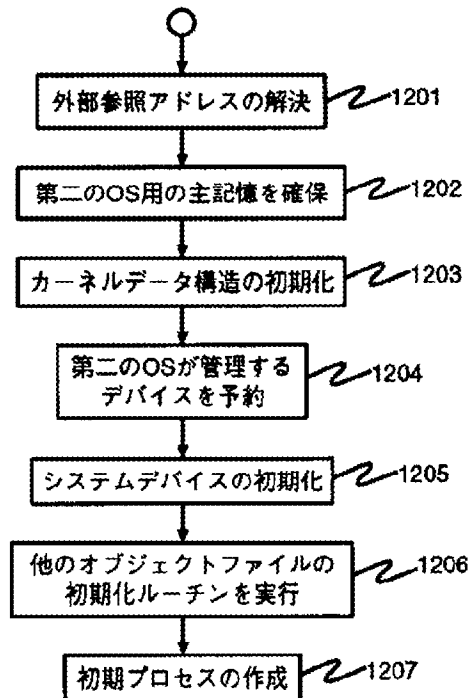 外部参照アドレスの解決
1201
第二のOS用の主記憶を確保
1202
カーネルデータ構造の初期化
1203
第二のOSが管理する
デバイスを予約
1204
システムデバイスの初期化
1205
他のオブジェクトファイルの
初期化ルーチンを実行
1206
初期プロセスの作成
1207